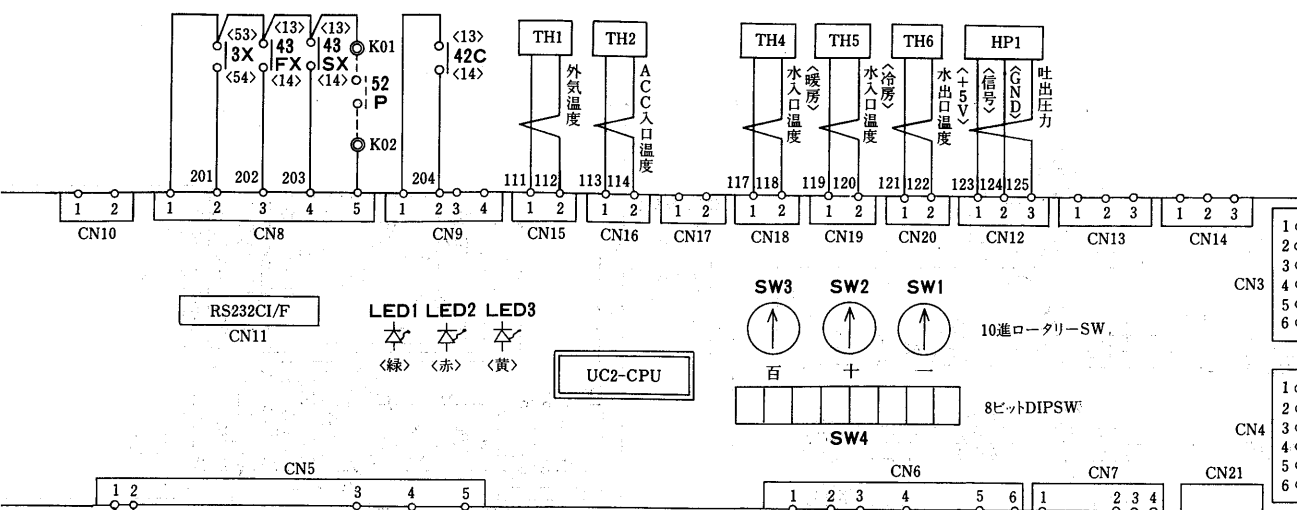 〈53〉 〈13〉 〈13〉 K01 〈13〉 TH1 TH2 TH4 TH5 TH6 HP1
3X 43 43 42C
FX SX 52
〈54〉 〈14〉 〈14〉 P 〈14〉
K02
外気温度
ACC入口温度
水入口温度
〈暖房〉
水入口温度
〈冷房〉
水出口温度
〈+5V〉
〈信号〉
〈GND〉
吐出圧力
201 202 203 204 111 112 113 114 117 118 119 120 121 122 123 124 125
1 2 1 2 3 4 5 1 2 3 4 1 2 1 2 1 2 1 2 1 2 1 2 1 2 3 1 2 3 1 2 3
CN10 CN8 CN9 CN15 CN16 CN17 CN18 CN19 CN20 CN12 CN13 CN14
1
2
3
CN3 4
5
6
RS232CI/F
CN11
LED1 LED2 LED3
〈緑〉 〈赤〉 〈黄〉
UC2-CPU
SW3 SW2 SW1
10進ロータリーSW
百 十 一
8ビットDIPSW
SW4
1
2
CN4 3
4
5
6
CN5 CN6 CN7 CN21
1 2 3 4 5 1 2 3 4 5 6 1 2 3 4